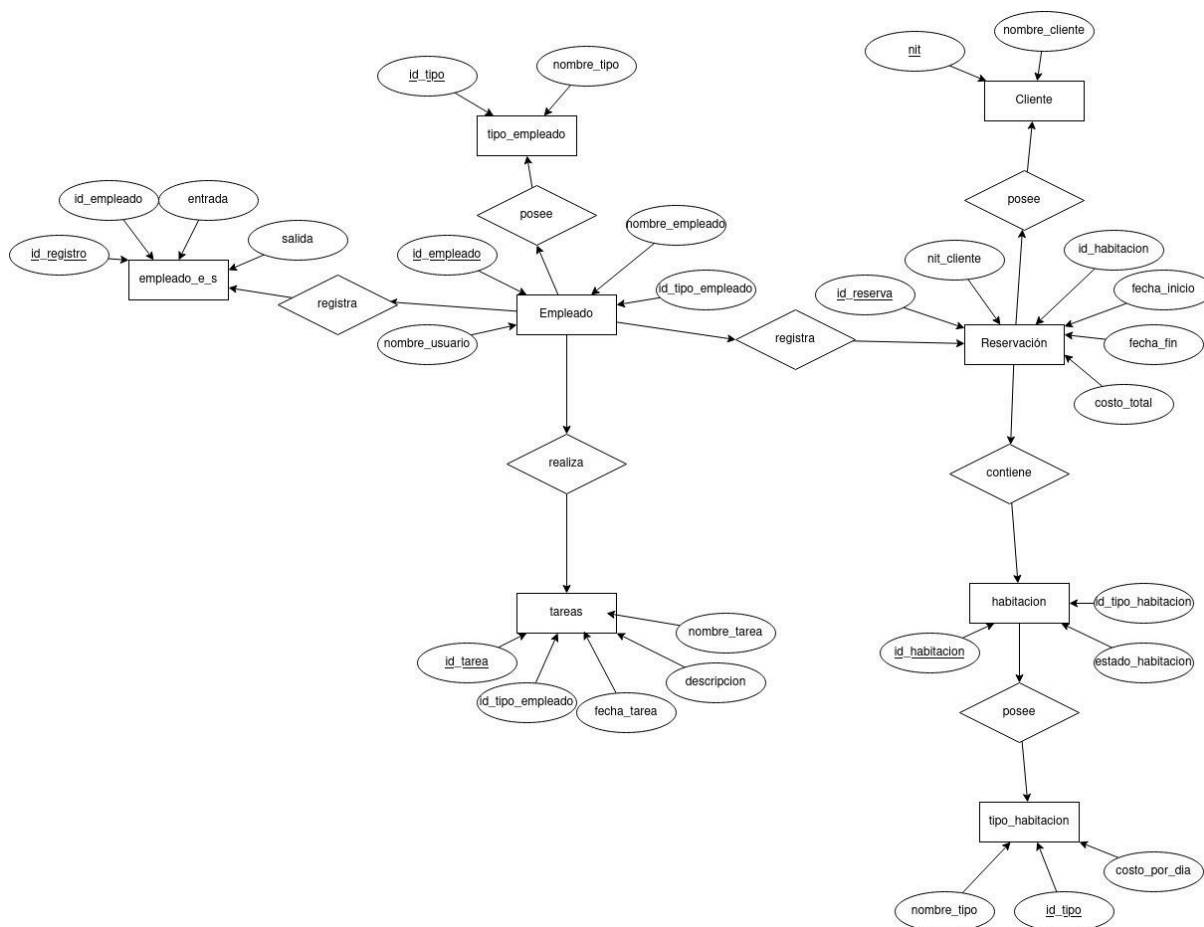 nombre_cliente
nit
Cliente
nombre_tipo
id_tipo
tipo_empleado
posee
posee
id_empleado
entrada
salida
id_registro
empleado_e_s
registra
nombre_empleado
id_empleado
id_tipo_empleado
Empleado
nombre_usuario
registra
nit_cliente
id_habitacion
id_reserva
fecha_inicio
Reservación
fecha_fin
costo_total
realiza
contiene
tareas
nombre_tarea
id_tarea
descripcion
id_tipo_empleado
fecha_tarea
habitacion
id_tipo_habitacion
id_habitacion
estado_habitacion
posee
tipo_habitacion
costo_por_dia
nombre_tipo
id_tipo